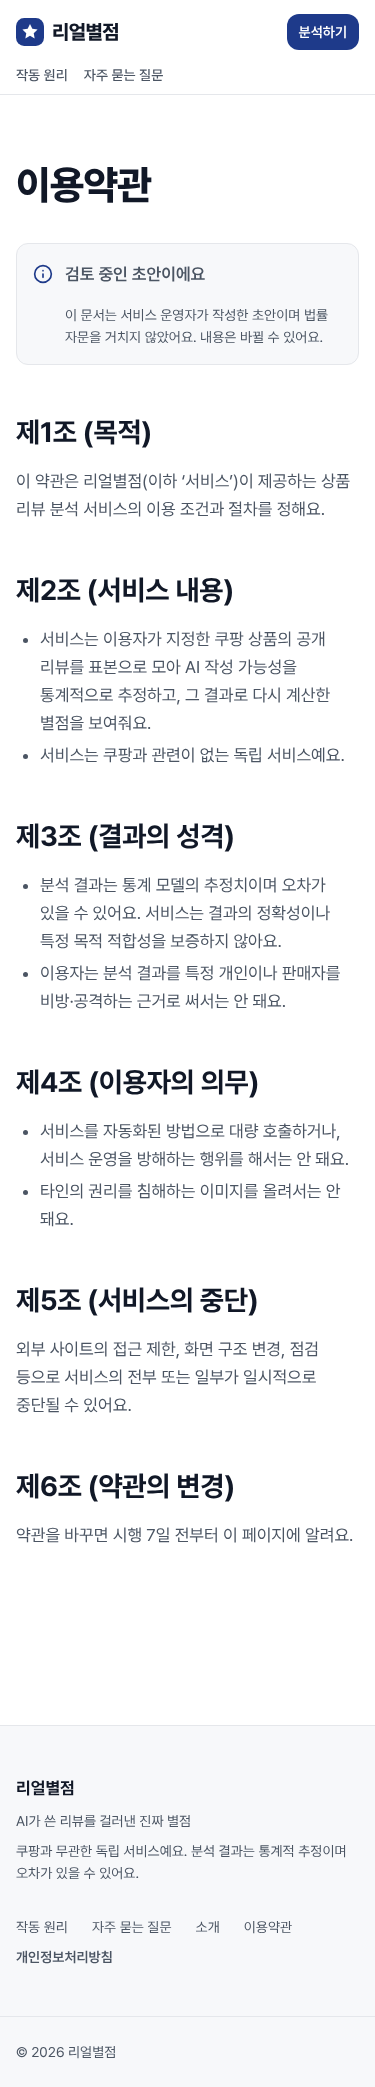 리얼별점
분석하기
작동 원리 자주 묻는 질문
이용약관
검토 중인 초안이에요
이 문서는 서비스 운영자가 작성한 초안이며 법률
자문을 거치지 않았어요. 내용은 바뀔 수 있어요.
제1조 (목적)
이 약관은 리얼별점(이하 ‘서비스’)이 제공하는 상품
리뷰 분석 서비스의 이용 조건과 절차를 정해요.
제2조 (서비스 내용)
• 서비스는 이용자가 지정한 쿠팡 상품의 공개
리뷰를 표본으로 모아 AI 작성 가능성을
통계적으로 추정하고, 그 결과로 다시 계산한
별점을 보여줘요.
• 서비스는 쿠팡과 관련이 없는 독립 서비스예요.
제3조 (결과의 성격)
• 분석 결과는 통계 모델의 추정치이며 오차가
있을 수 있어요. 서비스는 결과의 정확성이나
특정 목적 적합성을 보증하지 않아요.
• 이용자는 분석 결과를 특정 개인이나 판매자를
비방·공격하는 근거로 써서는 안 돼요.
제4조 (이용자의 의무)
• 서비스를 자동화된 방법으로 대량 호출하거나,
서비스 운영을 방해하는 행위를 해서는 안 돼요.
• 타인의 권리를 침해하는 이미지를 올려서는 안
돼요.
제5조 (서비스의 중단)
외부 사이트의 접근 제한, 화면 구조 변경, 점검
등으로 서비스의 전부 또는 일부가 일시적으로
중단될 수 있어요.
제6조 (약관의 변경)
약관을 바꾸면 시행 7일 전부터 이 페이지에 알려요.
리얼별점
AI가 쓴 리뷰를 걸러낸 진짜 별점
쿠팡과 무관한 독립 서비스예요. 분석 결과는 통계적 추정이며
오차가 있을 수 있어요.
작동 원리 자주 묻는 질문 소개 이용약관
개인정보처리방침
© 2026 리얼별점